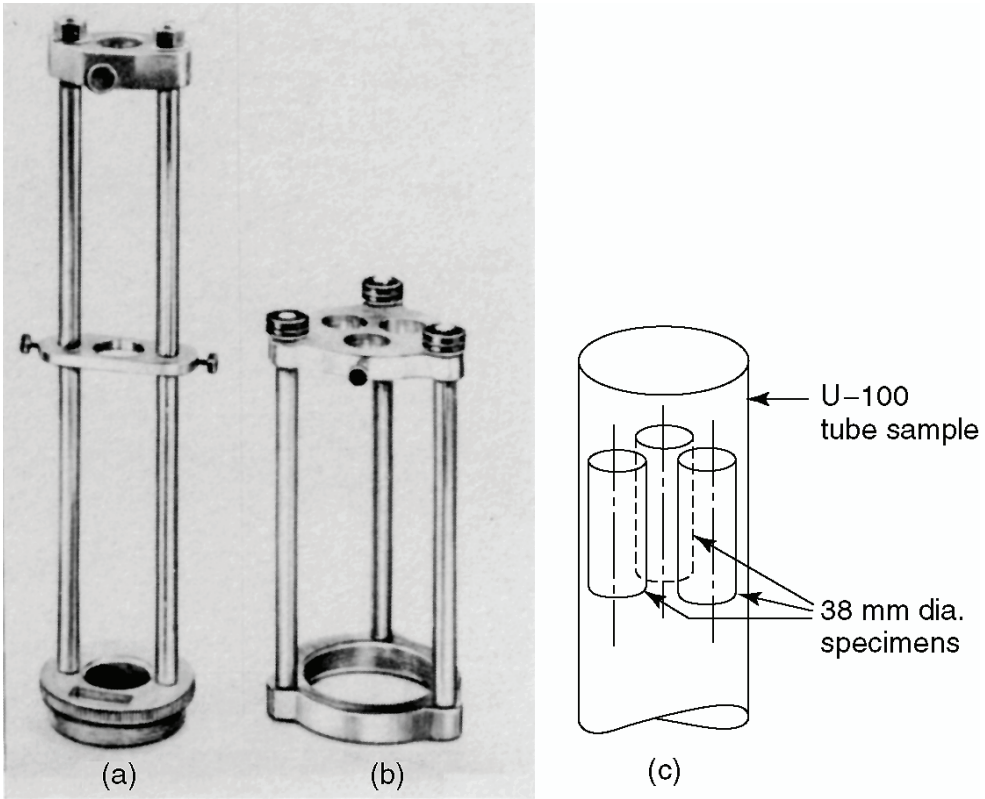 U–100
tube sample
38 mm dia.
specimens
(a)
(b)
(c)